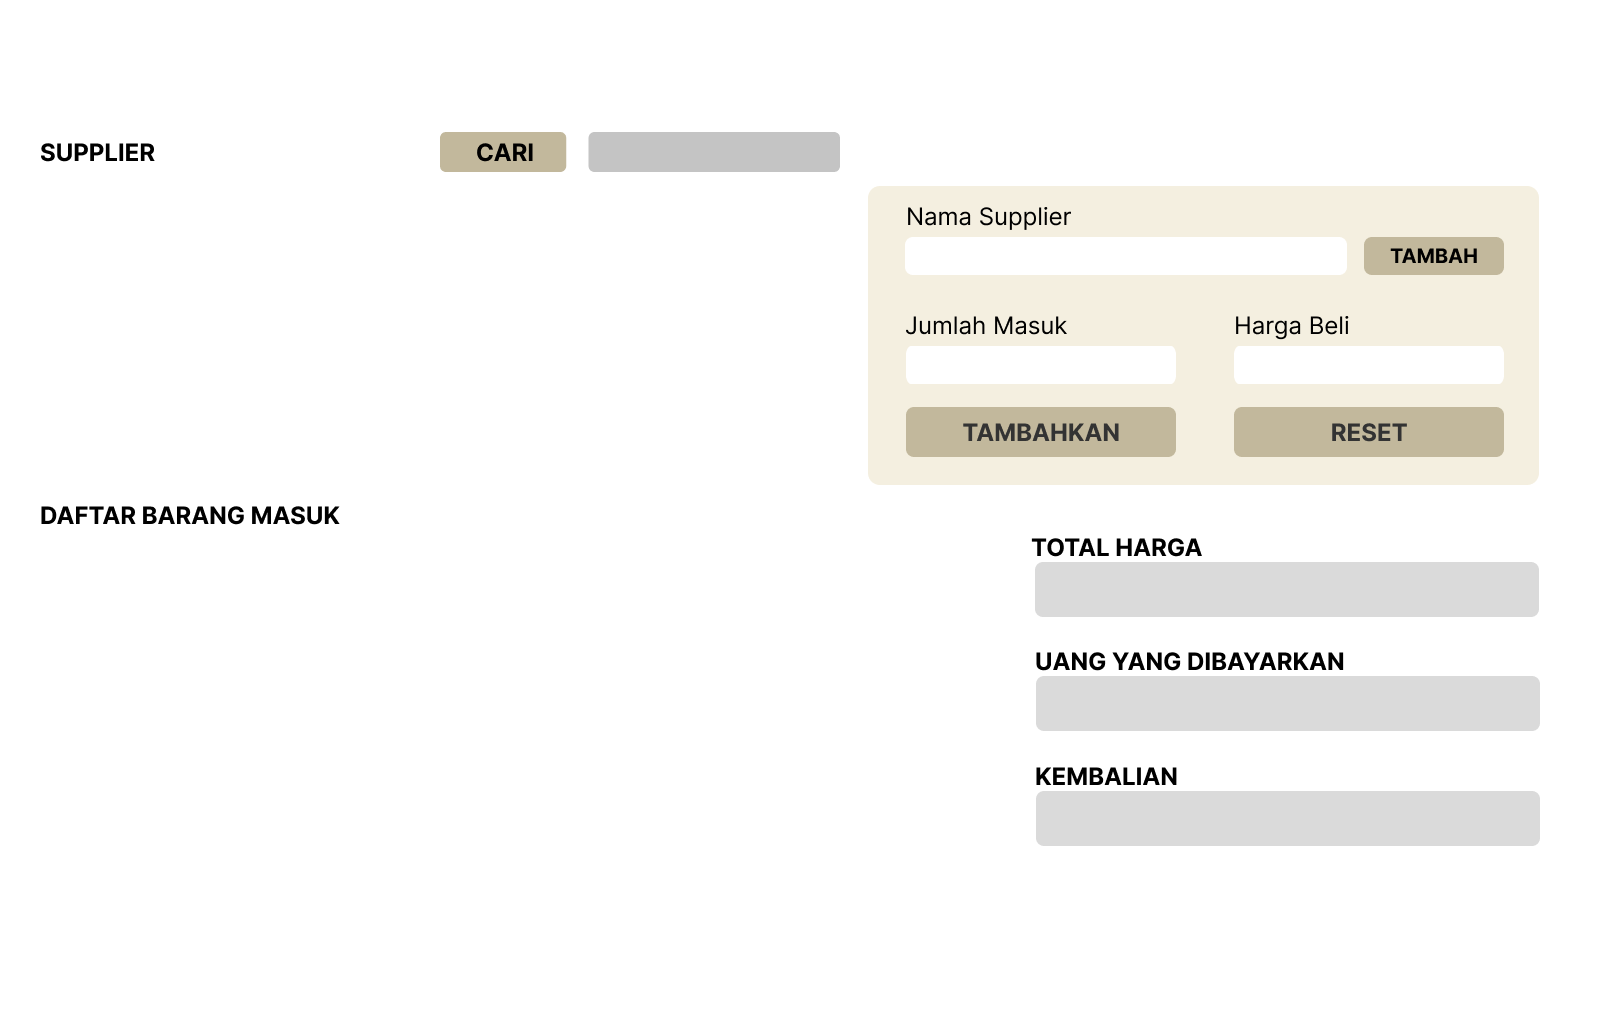 SUPPLIER
CARI
Nama Supplier
TAMBAH
Jumlah Masuk
Harga Beli
TAMBAHKAN
RESET
DAFTAR BARANG MASUK
TOTAL HARGA
UANG YANG DIBAYARKAN
KEMBALIAN